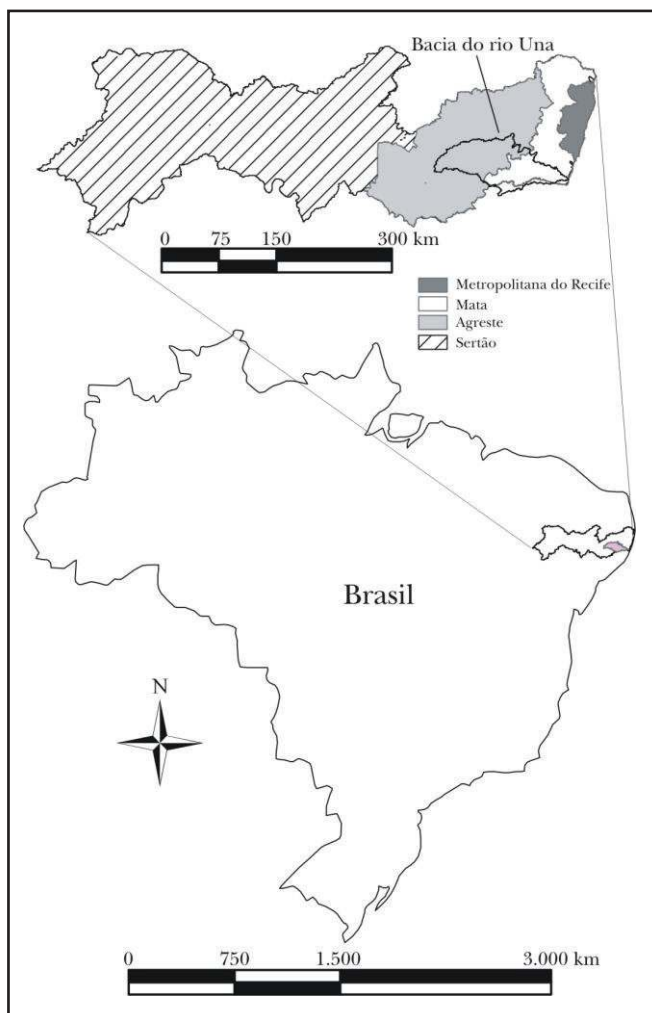 Bacia do rio Una
0 75 150 300 km
Metropolitana do Recife
Mata
Agreste
Sertão
Brasil
N
0 750 1.500 3.000 km